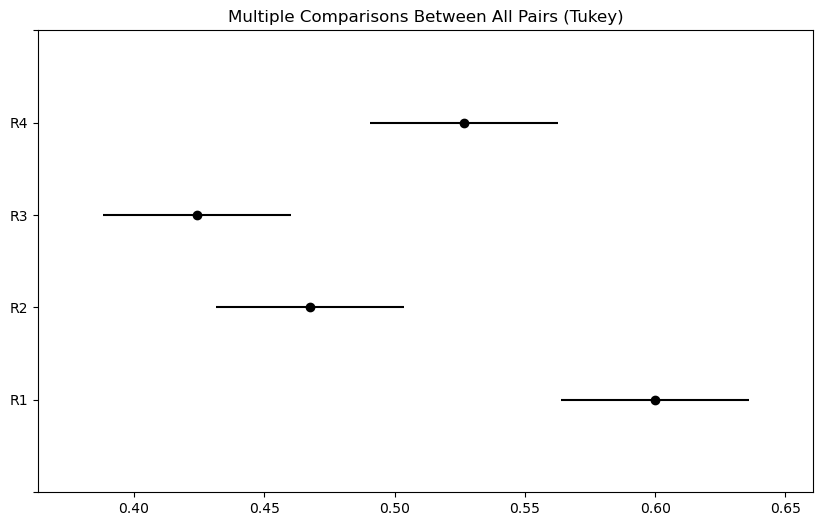 Multiple Comparisons Between All Pairs (Tukey)
R4
R3
R2
R1
0.40 0.45 0.50 0.55 0.60 0.65